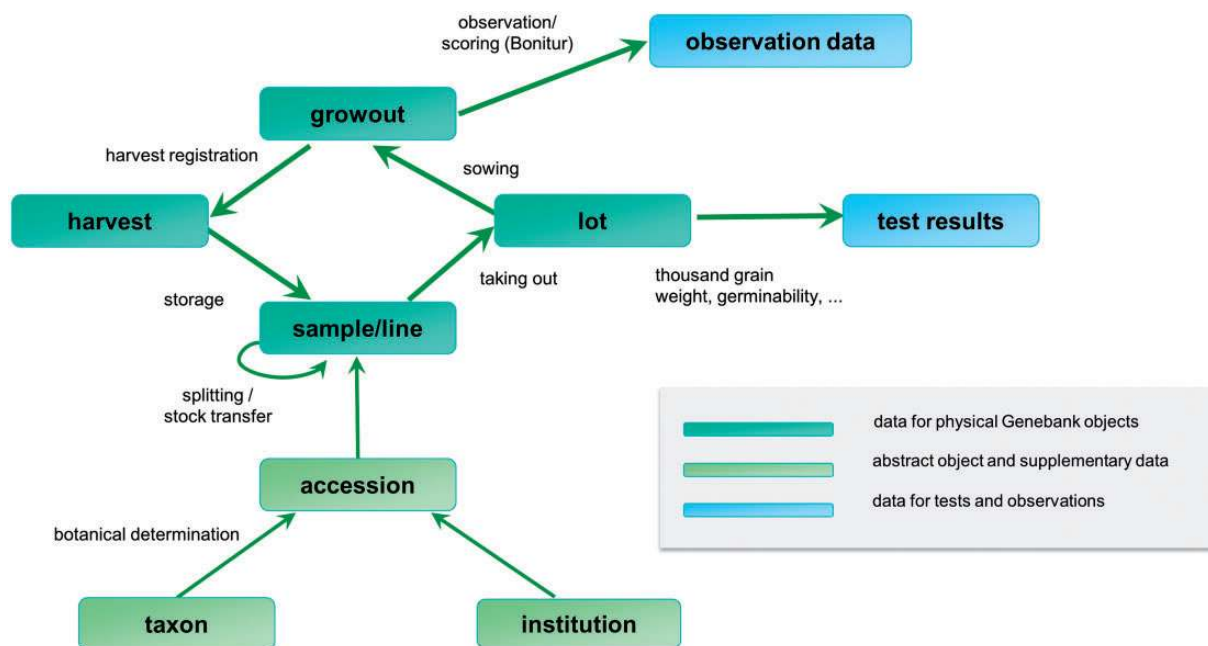 observation/
scoring (Bonitur)
observation data
growout
harvest registration
sowing
harvest
lot
test results
taking out
thousand grain
weight, germinability, ...
storage
sample/line
splitting /
stock transfer
data for physical Genebank objects
abstract object and supplementary data
data for tests and observations
accession
botanical determination
taxon
institution